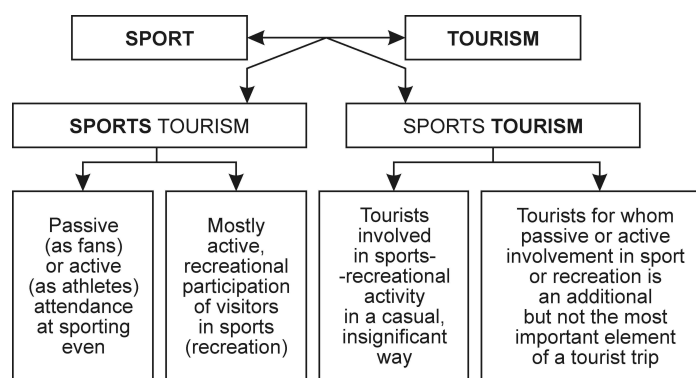 SPORT
TOURISM
SPORTS TOURISM
SPORTS TOURISM
Passive
(as fans)
or active
(as athletes)
attendance
at sporting
even
Mostly
active,
recreational
participation
of visitors
in sports
(recreation)
Tourists
involved
in sports-
-recreational
activity
in a casual,
insignificant
way
Tourists for whom
passive or active
involvement in sport
or recreation is
an additional
but not the most
important element
of a tourist trip